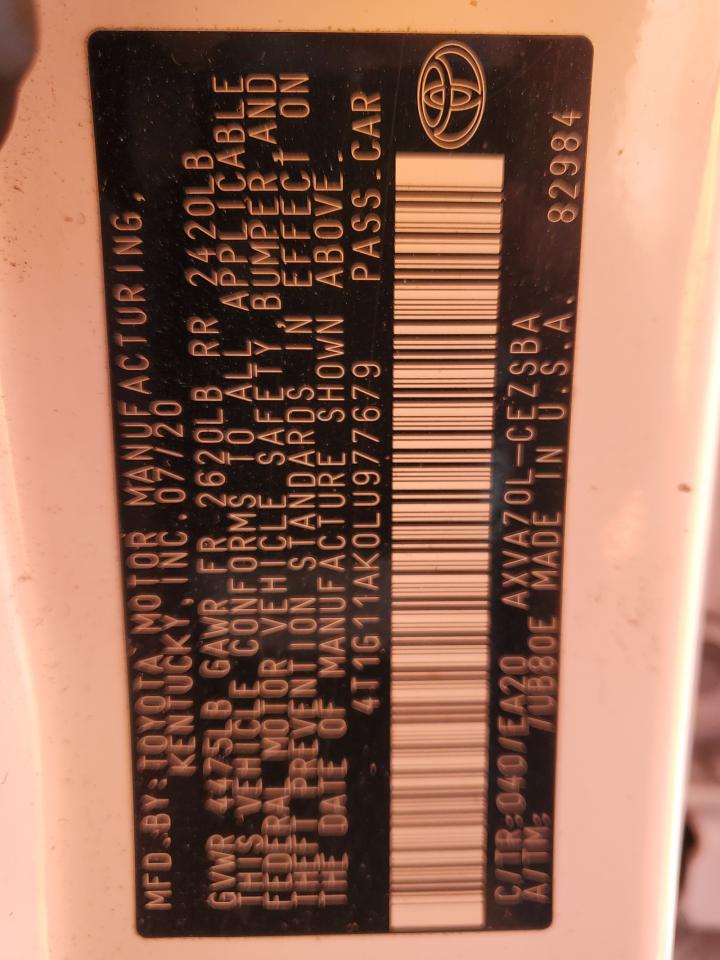 MFD.BY:TOYOTA MOTOR MANUFACTURING,
KENTUCKY, INC.07/20
GVWR 4475LB GAWR FR 2620LB RR 2420LB
THIS VEHICLE CONFORMS TO ALL APPLICABLE
FEDERAL MOTOR VEHICLE SAFETY, BUMPER,AND
THEFT PREVENTION STANDARDS IN EFFECT ON
THE DATE OF MANUFACTURE SHOWN ABOVE.
4T1G11AK0LU977679 PASS.CAR
C/TR:040/EA20 AXVA70L-CEZSBA 82984
A/TM: /UB80E MADE IN U.S.A.